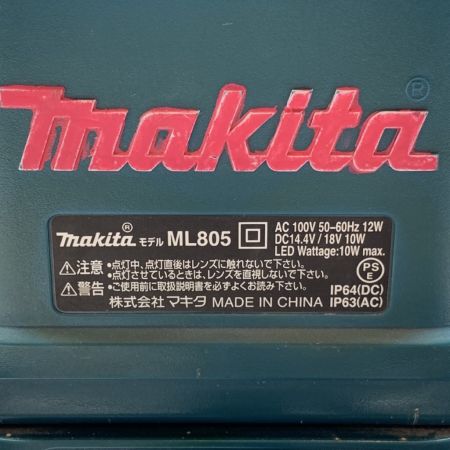 makita®
makita® モデル ML805 AC 100V 50–60Hz 12W
DC14.4V / 18V 10W
LED Wattage:10W max.
⚠注意 •点灯中、点灯直後はレンズに触れないで下さい。
•点灯させているときは、レンズを直視しないで下さい。
⚠警告 •ご使用前に取扱説明書を必ずよくお読み下さい。
PS E
株式会社 マキタ MADE IN CHINA
IP64(DC)
IP63(AC)